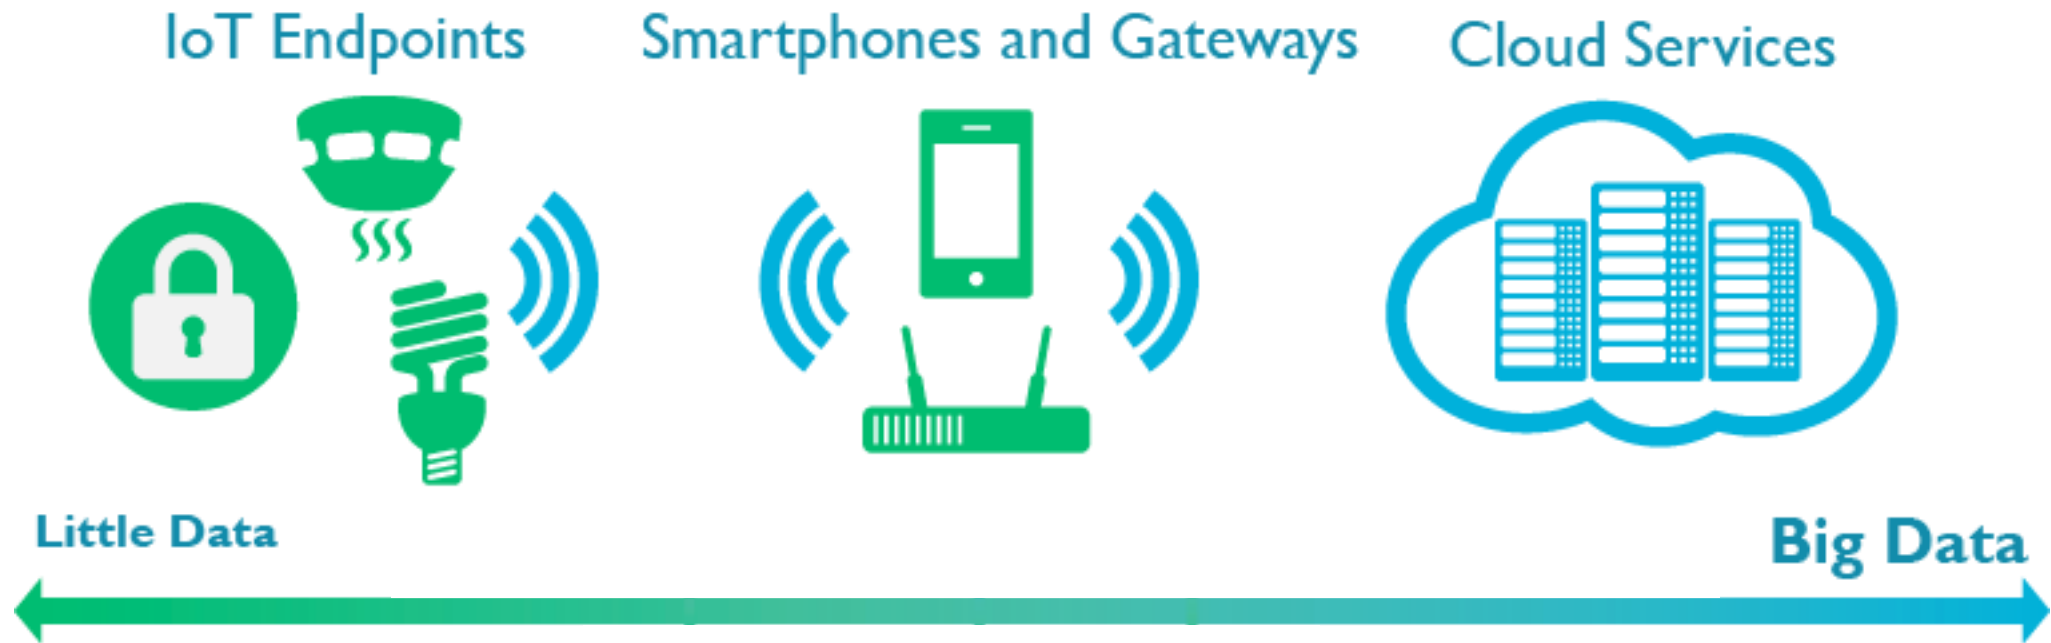 IoT Endpoints
Smartphones and Gateways
Cloud Services
Little Data
Big Data